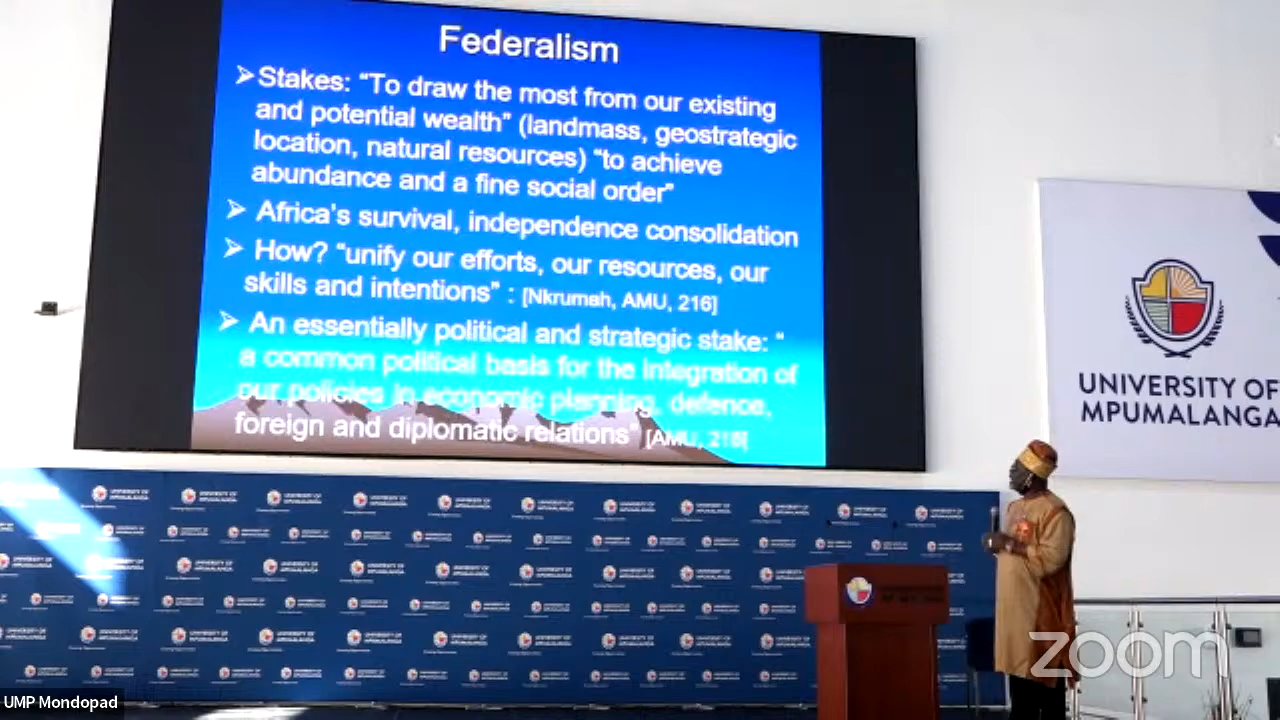 Federalism
➢ Stakes: “To draw the most from our existing
and potential wealth” (landmass, geostrategic
location, natural resources) “to achieve
abundance and a fine social order”
➢ Africa's survival, independence consolidation
➢ How? “unify our efforts, our resources, our
skills and intentions” : [Nkrumah, AMU, 216]
➢ An essentially political and strategic stake: “
a common political basis for the integration of
our policies in economic planning, defence,
foreign and diplomatic relations” [AMU, 218]
UNIVERSITY OF
MPUMALANGA
UNIVERSITY OF
MPUMALANGA
zoom
UMP Mondopad